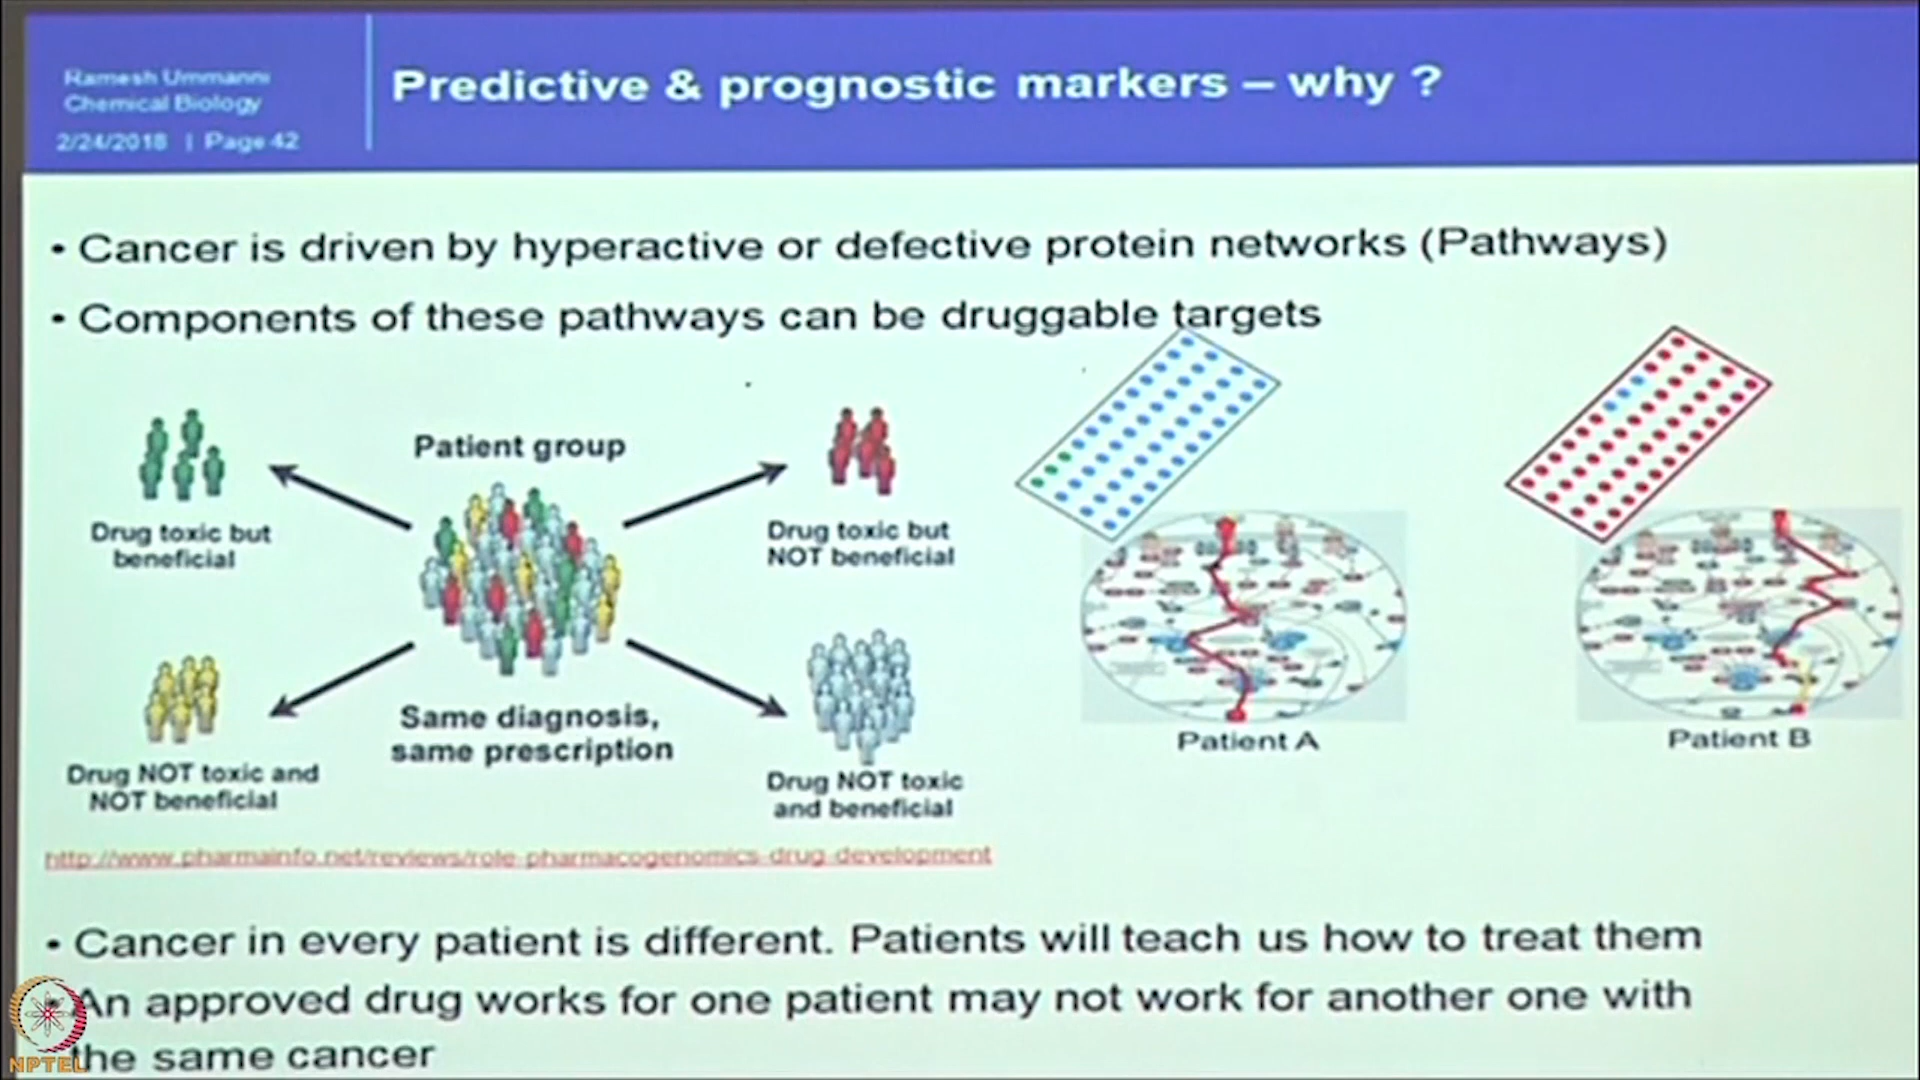 Ramesh Ummanni
Chemical Biology
2/24/2018 | Page 42
Predictive & prognostic markers – why ?
• Cancer is driven by hyperactive or defective protein networks (Pathways)
• Components of these pathways can be druggable targets
Patient group
Drug toxic but
beneficial
Drug toxic but
NOT beneficial
Same diagnosis,
same prescription
Drug NOT toxic and
NOT beneficial
Drug NOT toxic
and beneficial
Patient A
Patient B
http://www.pharmainfo.net/reviews/role-pharmacogenomics-drug-development
• Cancer in every patient is different. Patients will teach us how to treat them
• An approved drug works for one patient may not work for another one with
the same cancer
NPTEL